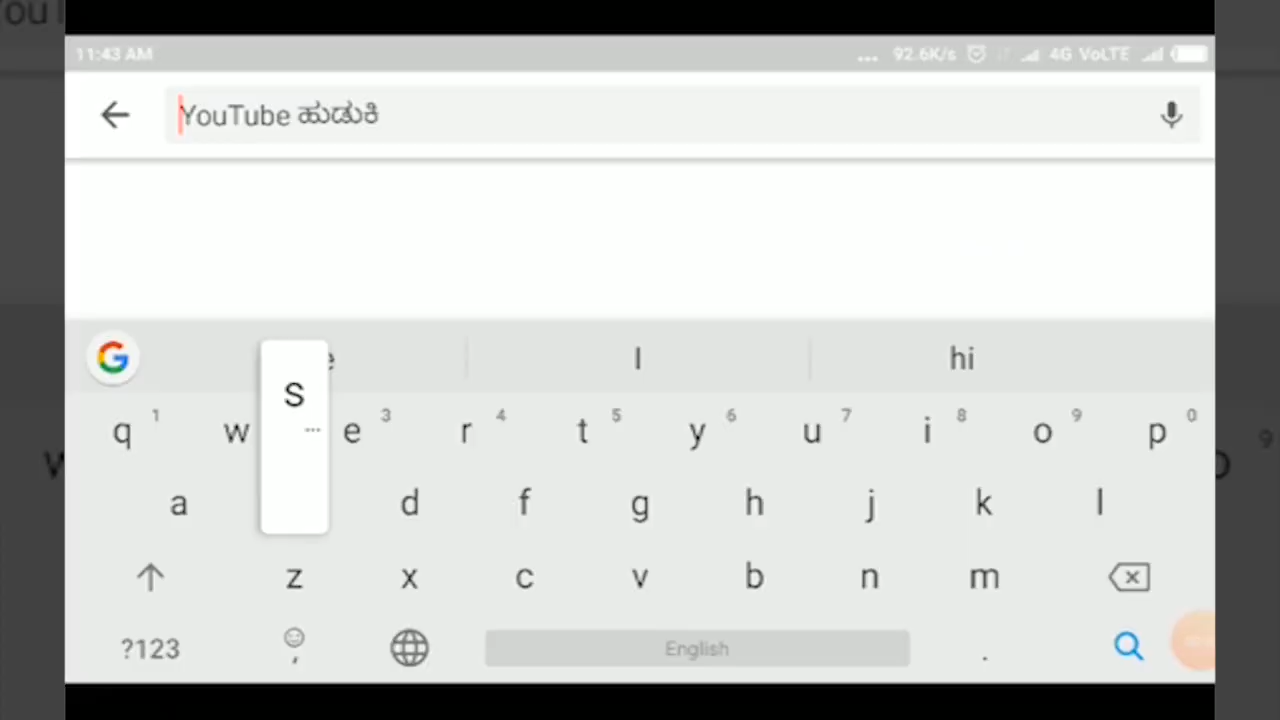 11:43 AM ... 92.6K/s 4G VoLTE
YouTube ಹುಡುಕಿ
I hi
S
...
q 1 w e 3 r 4 t 5 y 6 u 7 i 8 o 9 p 0
a d f g h j k l
z x c v b n m
?123 , English .